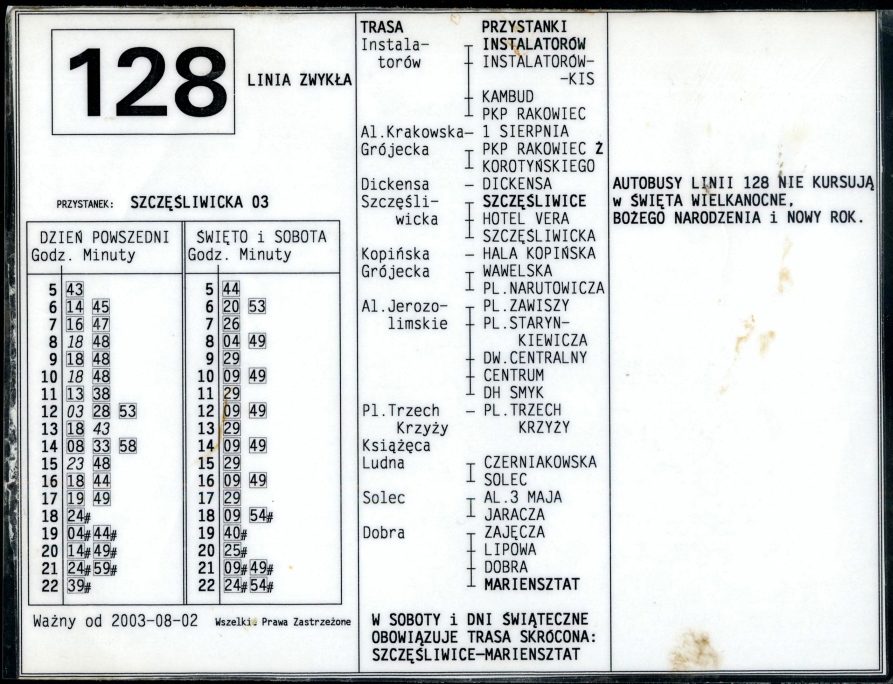 128
LINIA ZWYKŁA
PRZYSTANEK: SZCZĘŚLIWICKA 03
DZIEŃ POWSZEDNI
Godz. Minuty
5 43
6 14 45
7 16 47
8 18 48
9 18 48
10 18 48
11 13 38
12 03 28 53
13 18 43
14 08 33 58
15 23 48
16 18 44
17 19 49
18 24#
19 04# 44#
20 14# 49#
21 24# 59#
22 39#
ŚWIĘTO i SOBOTA
Godz. Minuty
5 44
6 20 53
7 26
8 04 49
9 29
10 09 49
11 29
12 09 49
13 29
14 09 49
15 29
16 09 49
17 29
18 09 54#
19 40#
20 25#
21 09# 49#
22 24# 54#
Ważny od 2003-08-02 Wszelkie Prawa Zastrzeżone
TRASA PRZYSTANKI
Instala- INSTALATORÓW
torów INSTALATORÓW-
-KIS
KAMBUD
PKP RAKOWIEC
Al.Krakowska- 1 SIERPNIA
Grójecka PKP RAKOWIEC Ż
KOROTYŃSKIEGO
Dickensa - DICKENSA
Szczęśli- SZCZĘŚLIWICE
wicka HOTEL VERA
SZCZĘŚLIWICKA
Kopińska - HALA KOPIŃSKA
Grójecka WAWELSKA
PL.NARUTOWICZA
Al.Jerozo- PL.ZAWISZY
limskie PL.STARYN-
KIEWICZA
DW.CENTRALNY
CENTRUM
DH SMYK
Pl.Trzech - PL.TRZECH
Krzyży KRZYŻY
Książęca
Ludna CZERNIAKOWSKA
SOLEC
Solec AL.3 MAJA
JARACZA
Dobra ZAJĘCZA
LIPOWA
DOBRA
MARIENSZTAT
W SOBOTY i DNI ŚWIĄTECZNE
OBOWIĄZUJE TRASA SKRÓCONA:
SZCZĘŚLIWICE-MARIENSZTAT
AUTOBUSY LINII 128 NIE KURSUJĄ
w ŚWIĘTA WIELKANOCNE,
BOŻEGO NARODZENIA i NOWY ROK.